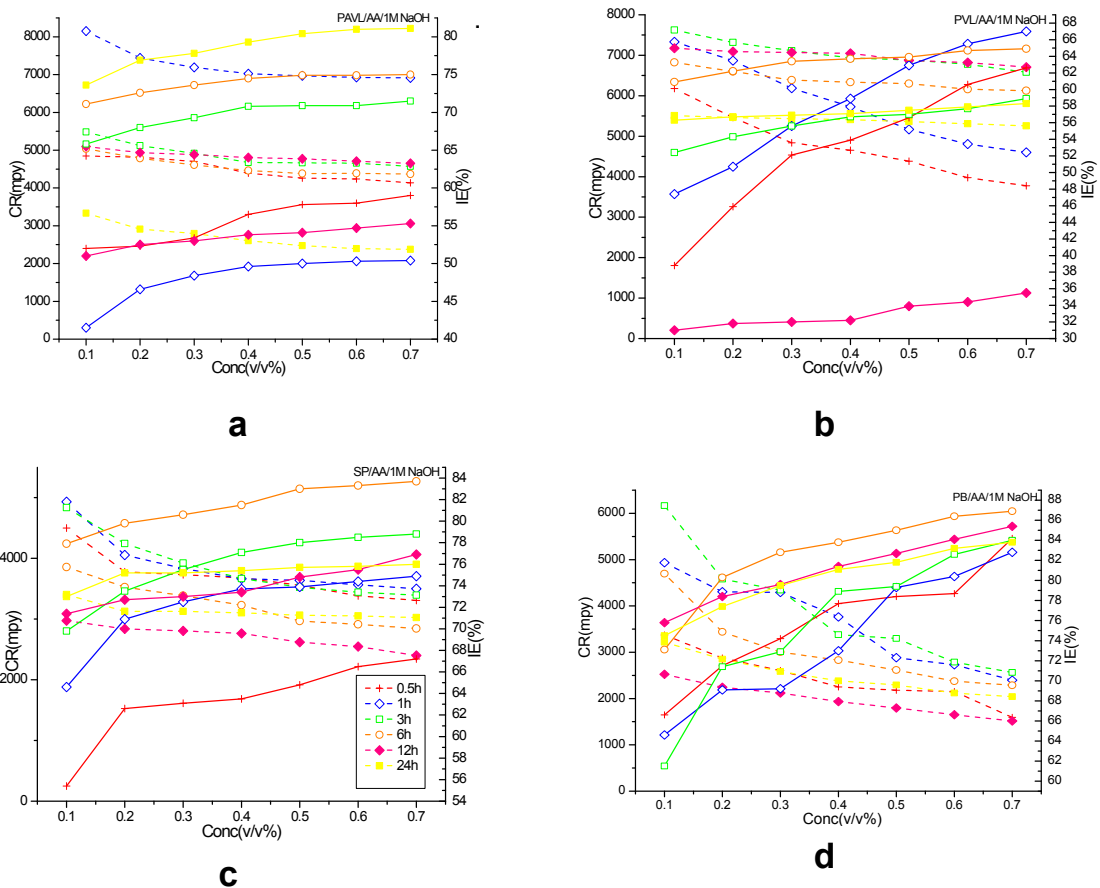 PAVL/AA/1M NaOH
8000
7000
6000
5000
4000
3000
2000
1000
0
CR(mpy)
80
75
70
65
60
55
50
45
40
IE(%)
0.1 0.2 0.3 0.4 0.5 0.6 0.7
Conc(v/v%)
a
PVL/AA/1M NaOH
8000
7000
6000
5000
4000
3000
2000
1000
0
CR(mpy)
68
66
64
62
60
58
56
54
52
50
48
46
44
42
40
38
36
34
32
30
IE(%)
0.1 0.2 0.3 0.4 0.5 0.6 0.7
Conc(v/v%)
b
SP/AA/1M NaOH
4000
2000
0
CR(mpy)
84
82
80
78
76
74
72
70
68
66
64
62
60
58
56
54
IE(%)
0.5h
1h
3h
6h
12h
24h
0.1 0.2 0.3 0.4 0.5 0.6 0.7
Conc(v/v%)
c
PB/AA/1M NaOH
6000
5000
4000
3000
2000
1000
0
CR(mpy)
88
86
84
82
80
78
76
74
72
70
68
66
64
62
60
IE(%)
0.1 0.2 0.3 0.4 0.5 0.6 0.7
Conc(v/v%)
d